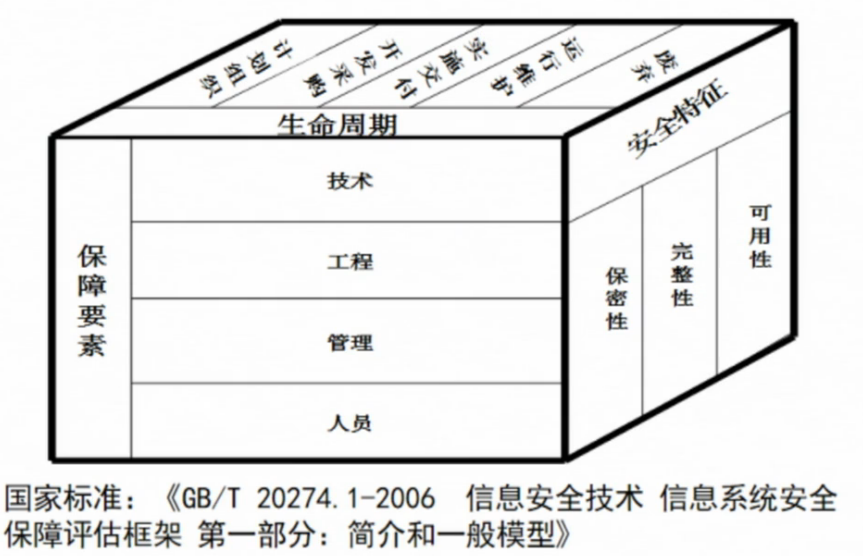 计划组织
开发采购
实施交付
运行维护
废弃
生命周期
安全特征
保障要素
技术
工程
管理
人员
保密性
完整性
可用性
国家标准：《GB/T 20274.1-2006 信息安全技术 信息系统安全
保障评估框架 第一部分：简介和一般模型》